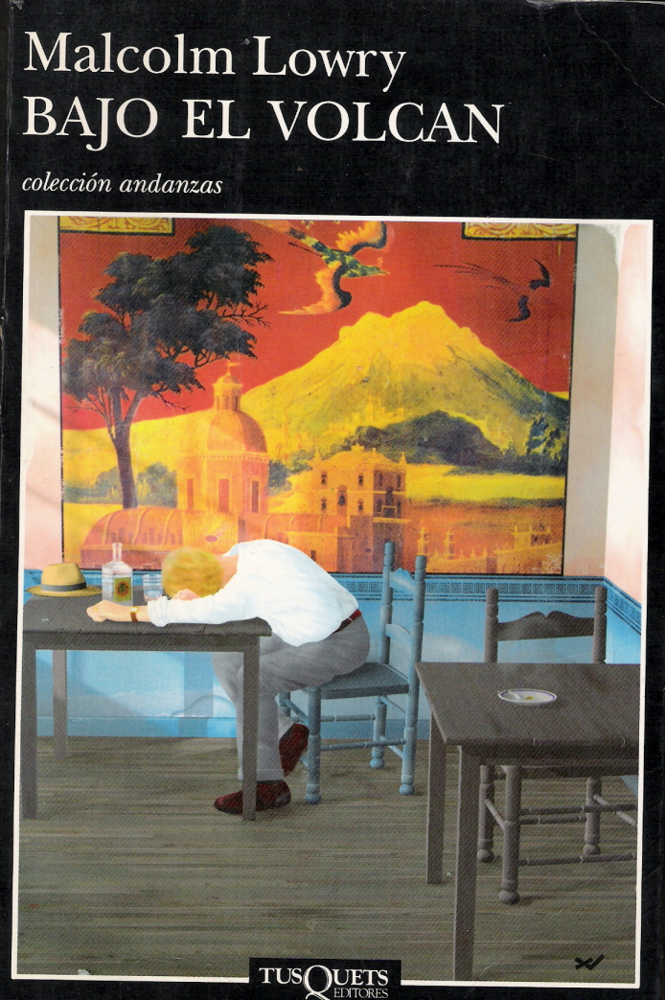 Malcolm Lowry
BAJO EL VOLCAN
colección andanzas
TUSQUETS
EDITORES